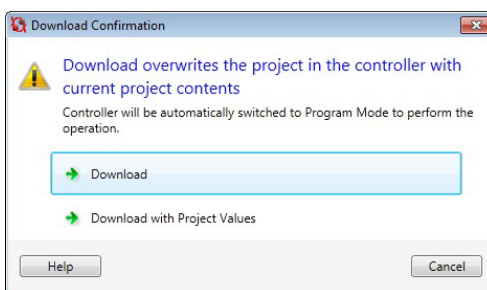 Download Confirmation
Download overwrites the project in the controller with
current project contents
Controller will be automatically switched to Program Mode to perform the
operation.
Download
Download with Project Values
Help
Cancel